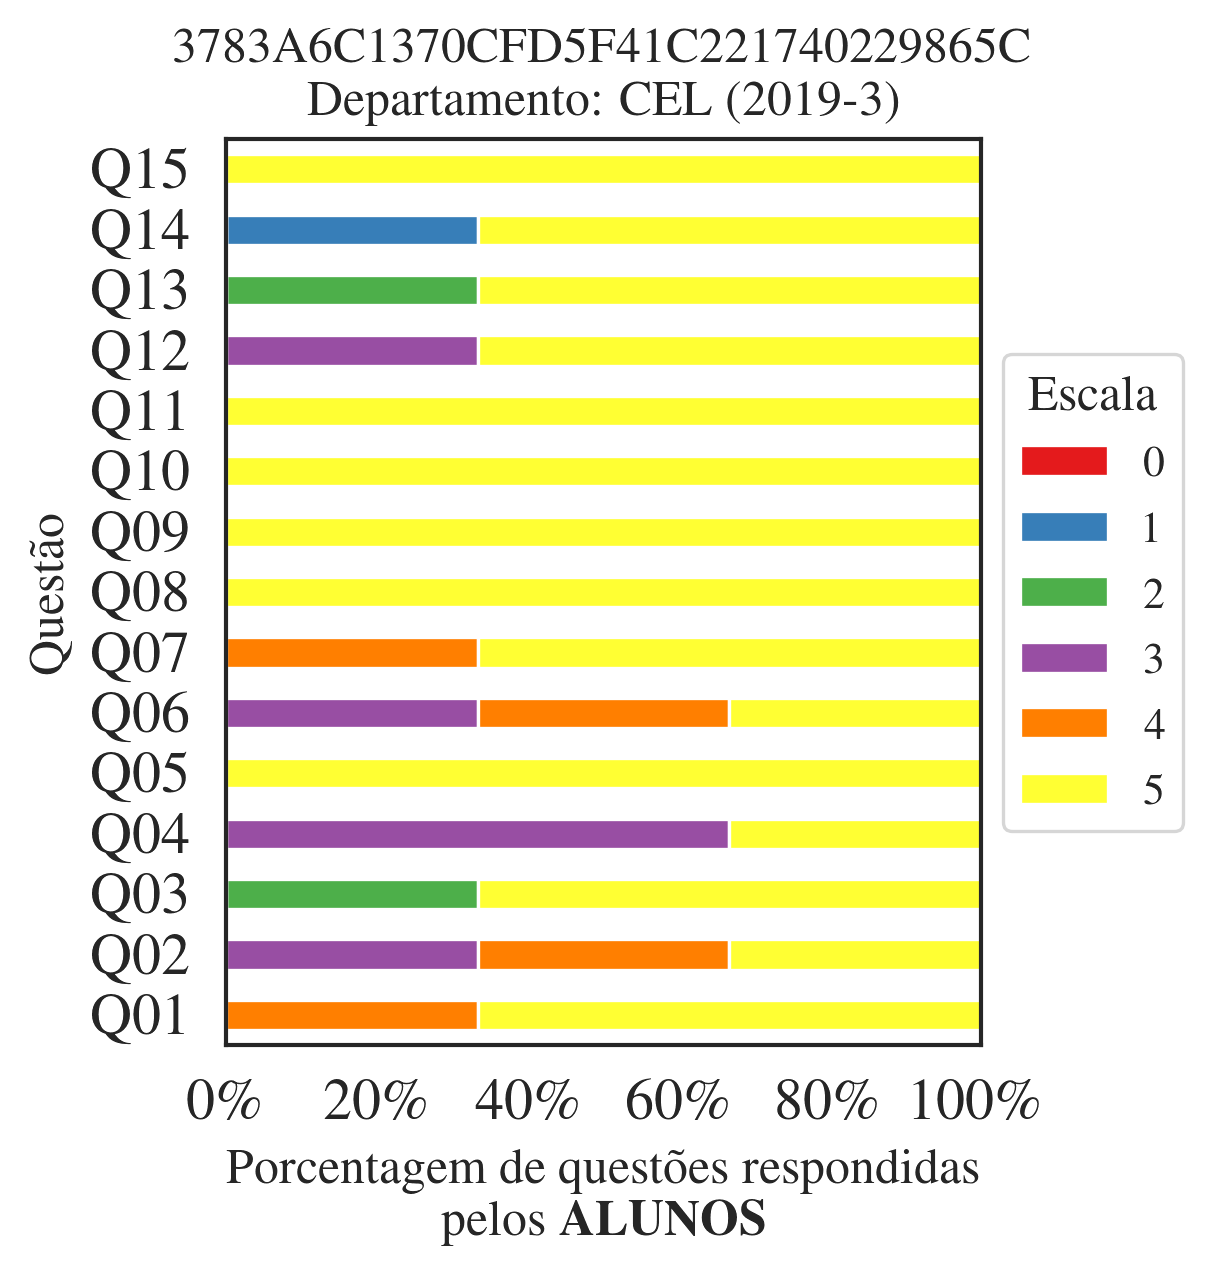 3783A6C1370CFD5F41C221740229865C
Departamento: CEL (2019-3)
Q15
Q14
Q13
Q12
Q11
Q10
Q09
Q08
Q07
Q06
Q05
Q04
Q03
Q02
Q01
Questão
0% 20% 40% 60% 80% 100%
Porcentagem de questões respondidas
pelos ALUNOS
Escala
0
1
2
3
4
5